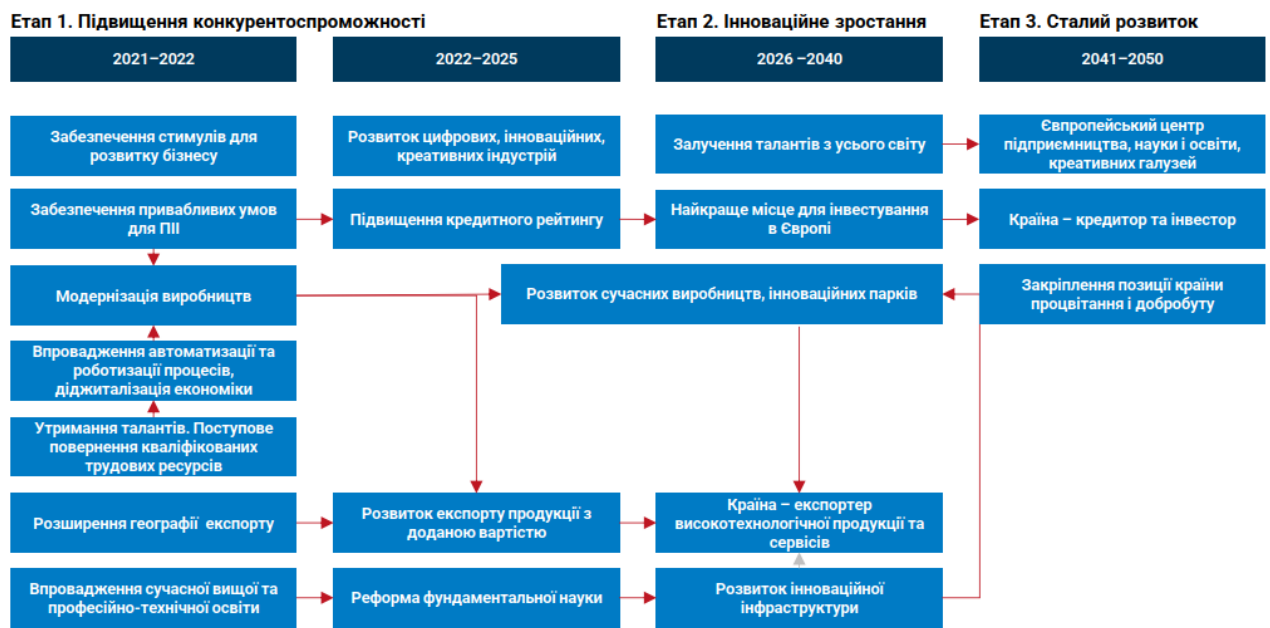 Етап 1. Підвищення конкурентоспроможності
Етап 2. Інноваційне зростання
Етап 3. Сталий розвиток
2021–2022
2022–2025
2026 –2040
2041–2050
Забезпечення стимулів для
розвитку бізнесу
Розвиток цифрових, інноваційних,
креативних індустрій
Залучення талантів з усього світу
Європейський центр
підприємництва, науки і освіти,
креативних галузей
Забезпечення привабливих умов
для ПІІ
Підвищення кредитного рейтингу
Найкраще місце для інвестування
в Європі
Країна – кредитор та інвестор
Модернізація виробництв
Розвиток сучасних виробництв, інноваційних парків
Закріплення позиції країни
процвітання і добробуту
Впровадження автоматизації та
роботизації процесів,
діджиталізація економіки
Утримання талантів. Поступове
повернення кваліфікованих
трудових ресурсів
Розширення географії експорту
Розвиток експорту продукції з
доданою вартістю
Країна – експортер
високотехнологічної продукції та
сервісів
Впровадження сучасної вищої та
професійно-технічної освіти
Реформа фундаментальної науки
Розвиток інноваційної
інфраструктури